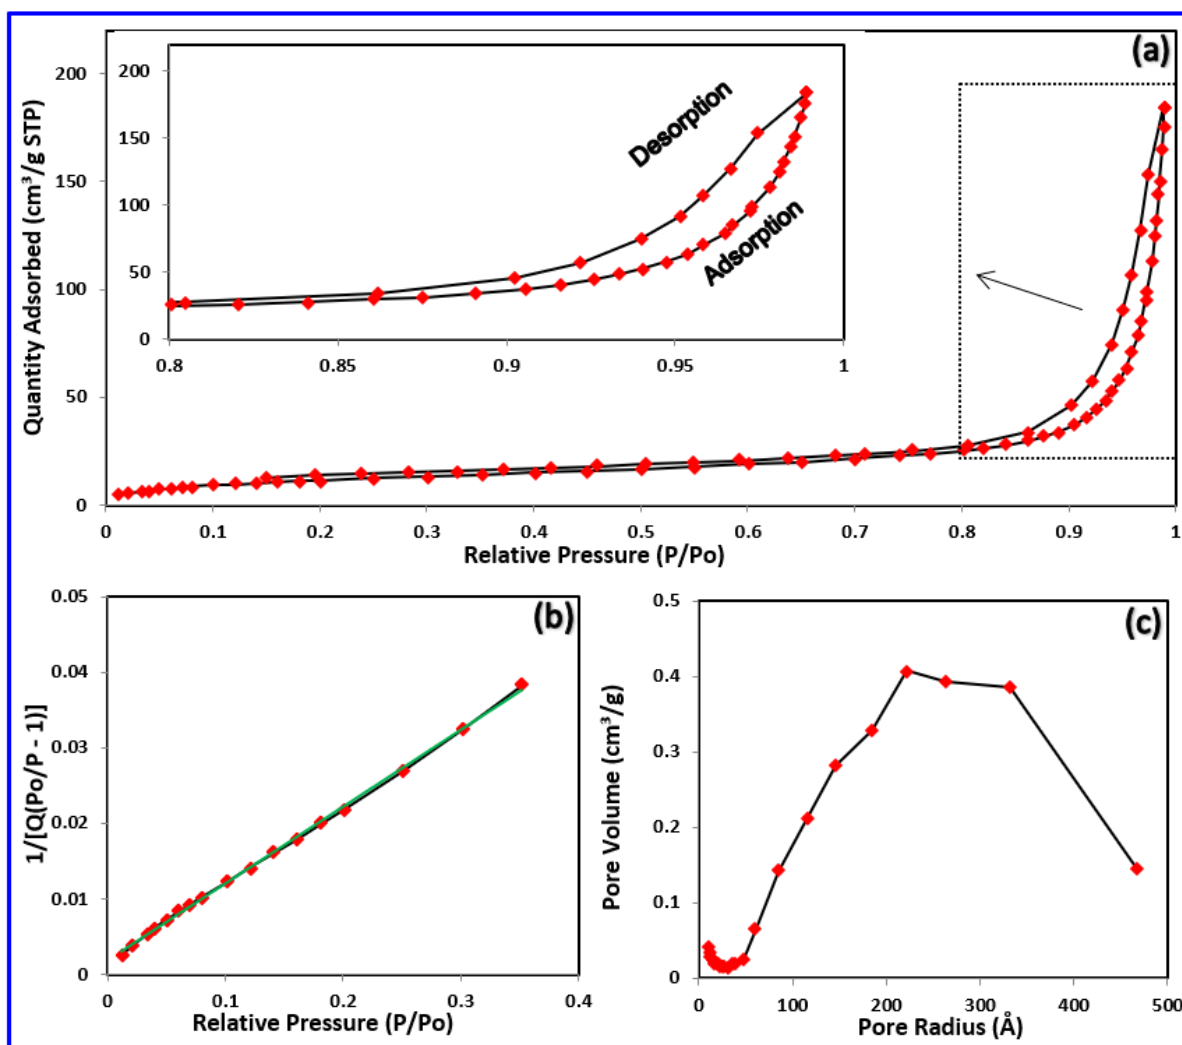 (a)
Quantity Adsorbed (cm³/g STP)
200
150
100
50
0
200
150
100
50
0
Desorption
Adsorption
0.8 0.85 0.9 0.95 1
0 0.1 0.2 0.3 0.4 0.5 0.6 0.7 0.8 0.9 1
Relative Pressure (P/Po)
(b)
1/[Q(Po/P - 1)]
0.05
0.04
0.03
0.02
0.01
0
0 0.1 0.2 0.3 0.4
Relative Pressure (P/Po)
(c)
Pore Volume (cm³/g)
0.5
0.4
0.3
0.2
0.1
0
0 100 200 300 400 500
Pore Radius (Å)